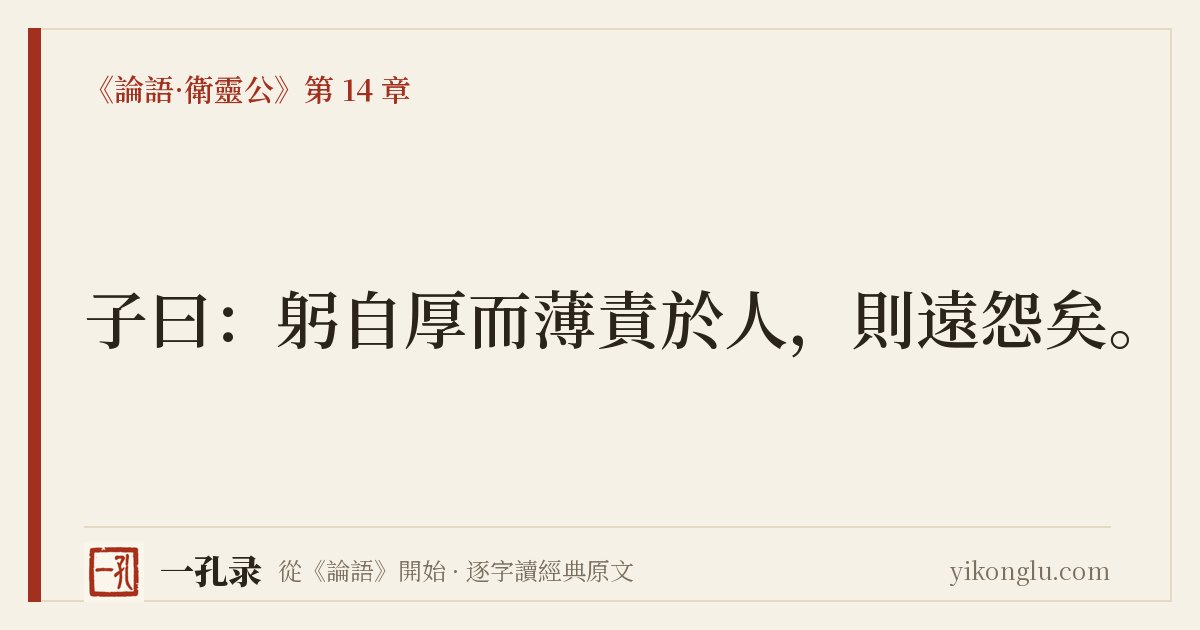 《論語·衛靈公》第 14 章
子曰：躬自厚而薄責於人，則遠怨矣。
一孔
一孔录 從《論語》開始 · 逐字讀經典原文 yikonglu.com